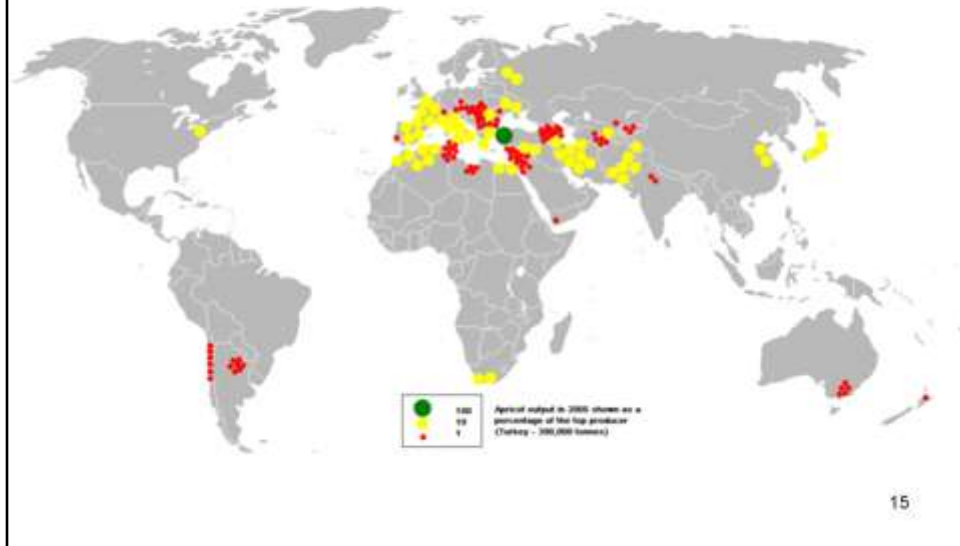 100
10
1
Apricot output in 2005 shown as a
percentage of the top producer
(Turkey - 390,000 tonnes)
15